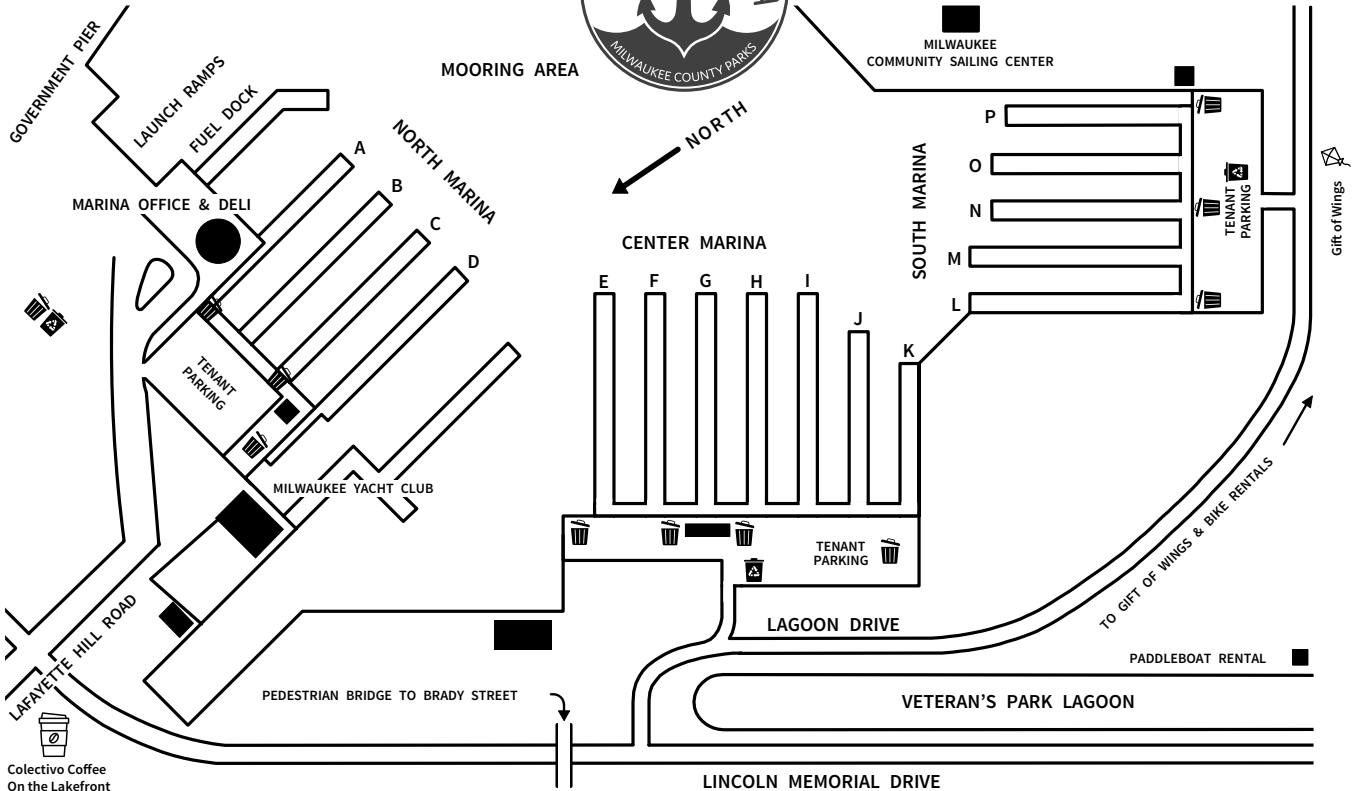 GOVERNMENT PIER
LAUNCH RAMPS
FUEL DOCK
MOORING AREA
MILWAUKEE COUNTY PARKS
MILWAUKEE
COMMUNITY SAILING CENTER
NORTH
A
B
C
D
NORTH MARINA
MARINA OFFICE & DELI
TENANT
PARKING
MILWAUKEE YACHT CLUB
CENTER MARINA
E
F
G
H
I
J
K
SOUTH MARINA
P
O
N
M
L
TENANT
PARKING
Gift of Wings
TENANT
PARKING
TO GIFT OF WINGS & BIKE RENTALS
LAGOON DRIVE
PADDLEBOAT RENTAL
VETERAN'S PARK LAGOON
LAFAYETTE HILL ROAD
PEDESTRIAN BRIDGE TO BRADY STREET
Colectivo Coffee
On the Lakefront
LINCOLN MEMORIAL DRIVE